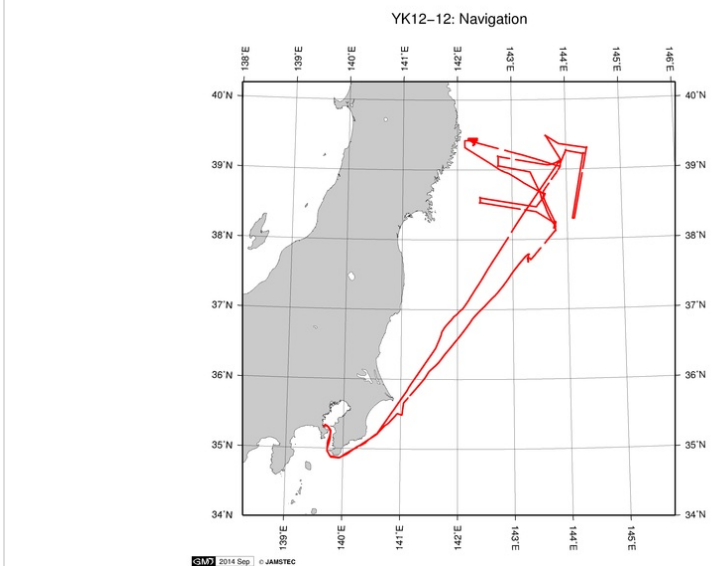 YK12−12: Navigation
138˚E 139˚E 140˚E 141˚E 142˚E 143˚E 144˚E 145˚E 146˚E
40˚N 40˚N
39˚N 39˚N
38˚N 38˚N
37˚N 37˚N
36˚N 36˚N
35˚N 35˚N
34˚N 34˚N
139˚E 140˚E 141˚E 142˚E 143˚E 144˚E 145˚E
GMD 2014 Sep © JAMSTEC